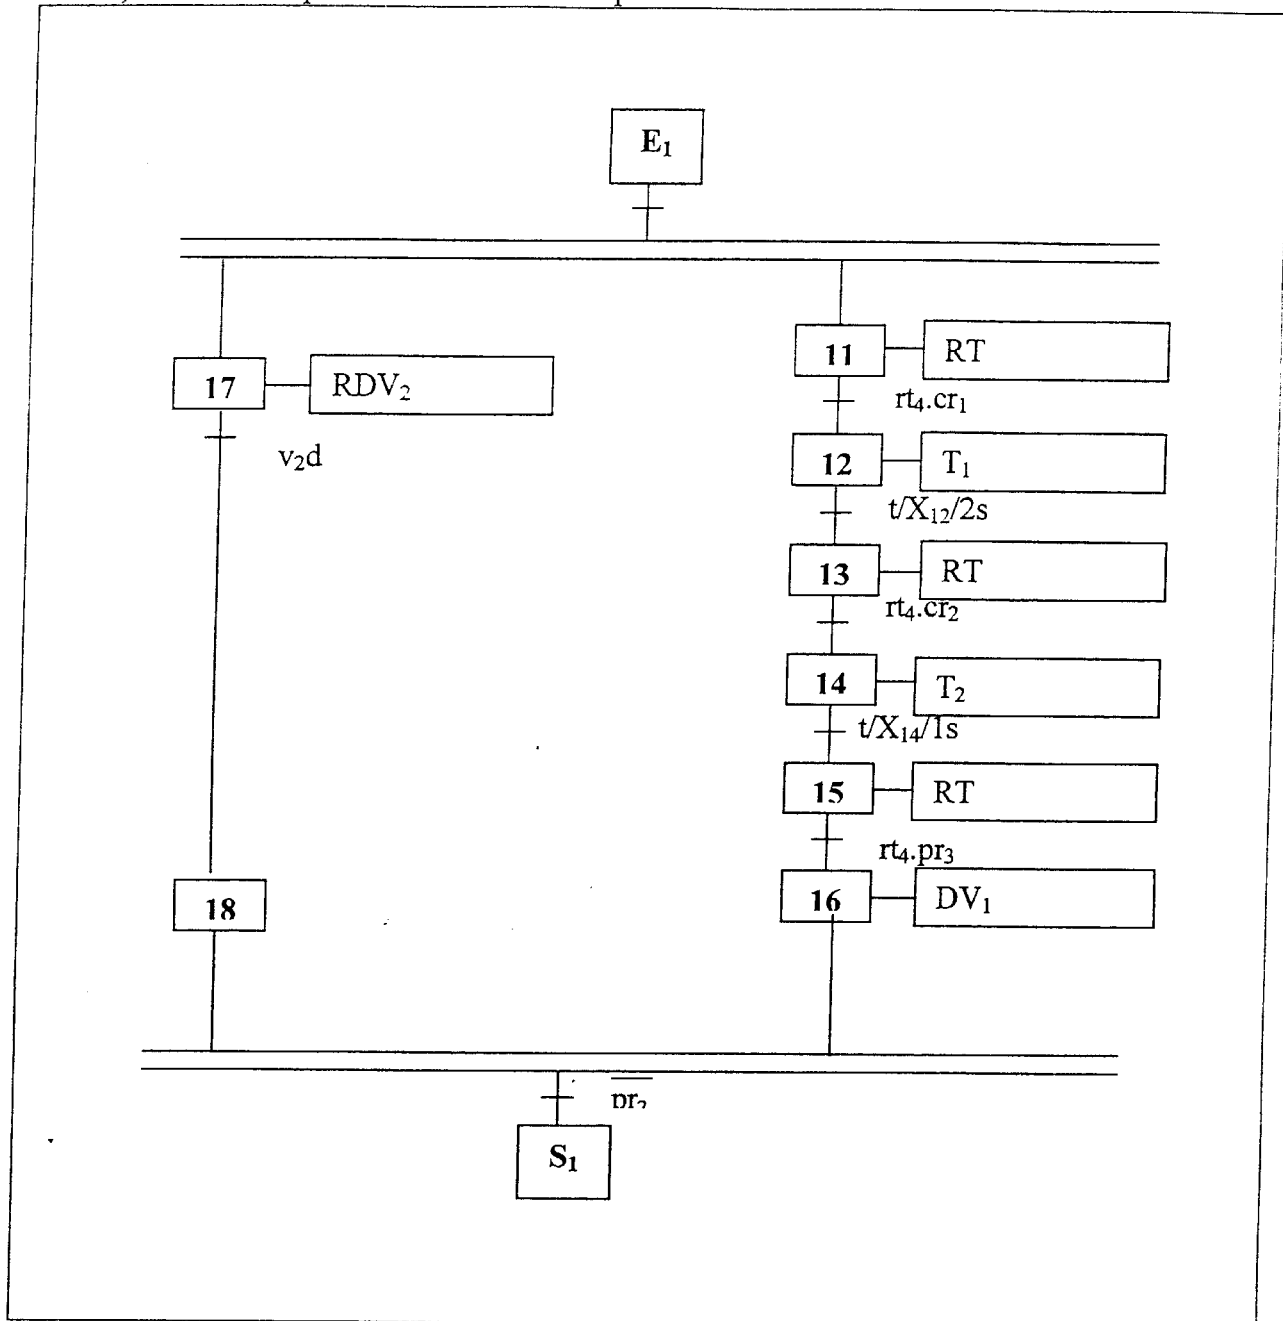 E₁
17 RDV₂
v₂d
18
11 RT
rt₄.cr₁
12 T₁
t/X₁₂/2s
13 RT
rt₄.cr₂
14 T₂
t/X₁₄/1s
15 RT
rt₄.pr₃
16 DV₁
S₁